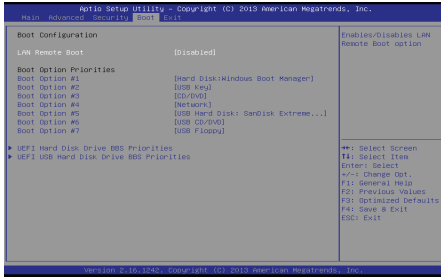 Aptio Setup Utility - Copyright (C) 2013 American Megatrends, Inc.
Main Advanced Security Boot Exit
Boot Configuration
LAN Remote Boot [Disabled]
Boot Option Priorities
Boot Option #1 [Hard Disk:Windows Boot Manager]
Boot Option #2 [USB Key]
Boot Option #3 [CD/DVD]
Boot Option #4 [Network]
Boot Option #5 [USB Hard Disk: SanDisk Extreme...]
Boot Option #6 [USB CD/DVD]
Boot Option #7 [USB Floppy]
UEFI Hard Disk Drive BBS Priorities
UEFI USB Hard Disk Drive BBS Priorities
Enables/Disables LAN
Remote Boot option
↔: Select Screen
↑↓: Select Item
Enter: Select
+/-: Change Opt.
F1: General Help
F2: Previous Values
F3: Optimized Defaults
F4: Save & Exit
ESC: Exit
Version 2.16.1242. Copyright (C) 2013 American Megatrends, Inc.